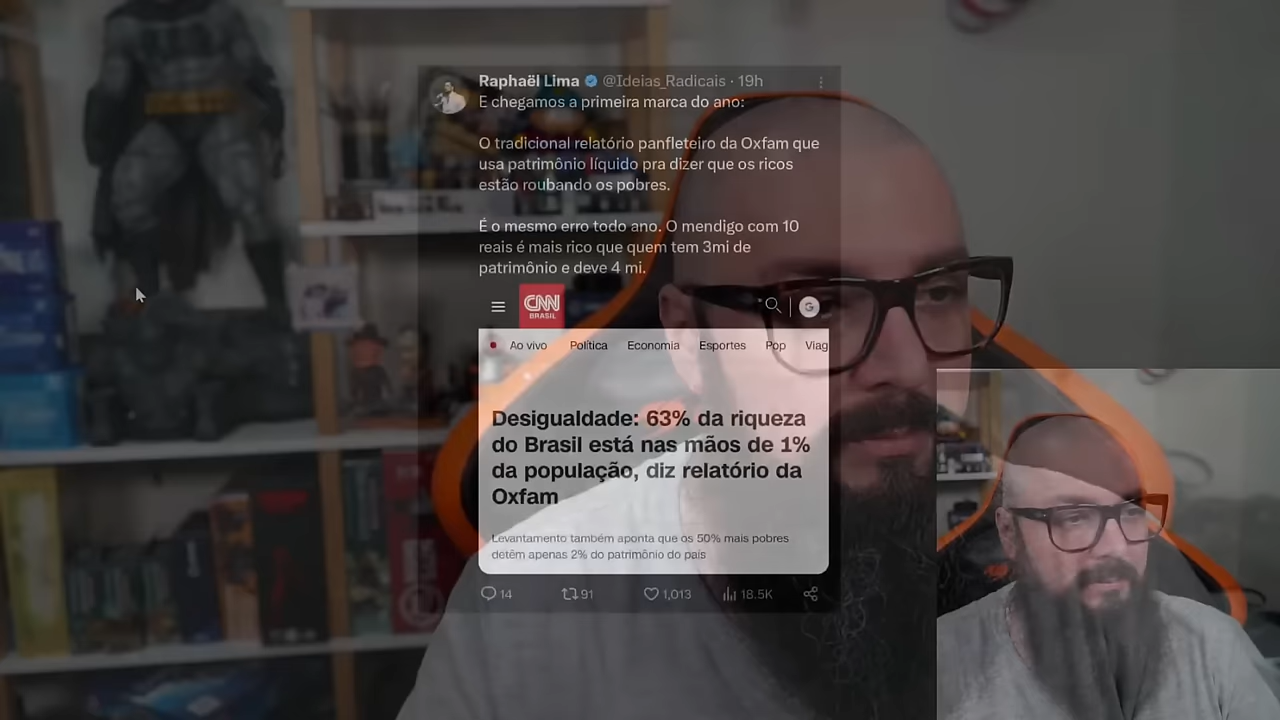 Raphaël Lima @Ideias_Radicais · 19h
E chegamos a primeira marca do ano:
O tradicional relatório panfleteiro da Oxfam que
usa patrimônio líquido pra dizer que os ricos
estão roubando os pobres.
É o mesmo erro todo ano. O mendigo com 10
reais é mais rico que quem tem 3mi de
patrimônio e deve 4 mi.
CNN
BRASIL
G
Ao vivo Política Economia Esportes Pop Viag
Desigualdade: 63% da riqueza
do Brasil está nas mãos de 1%
da população, diz relatório da
Oxfam
Levantamento também aponta que os 50% mais pobres
detêm apenas 2% do patrimônio do país
14 91 1,013 18.5K